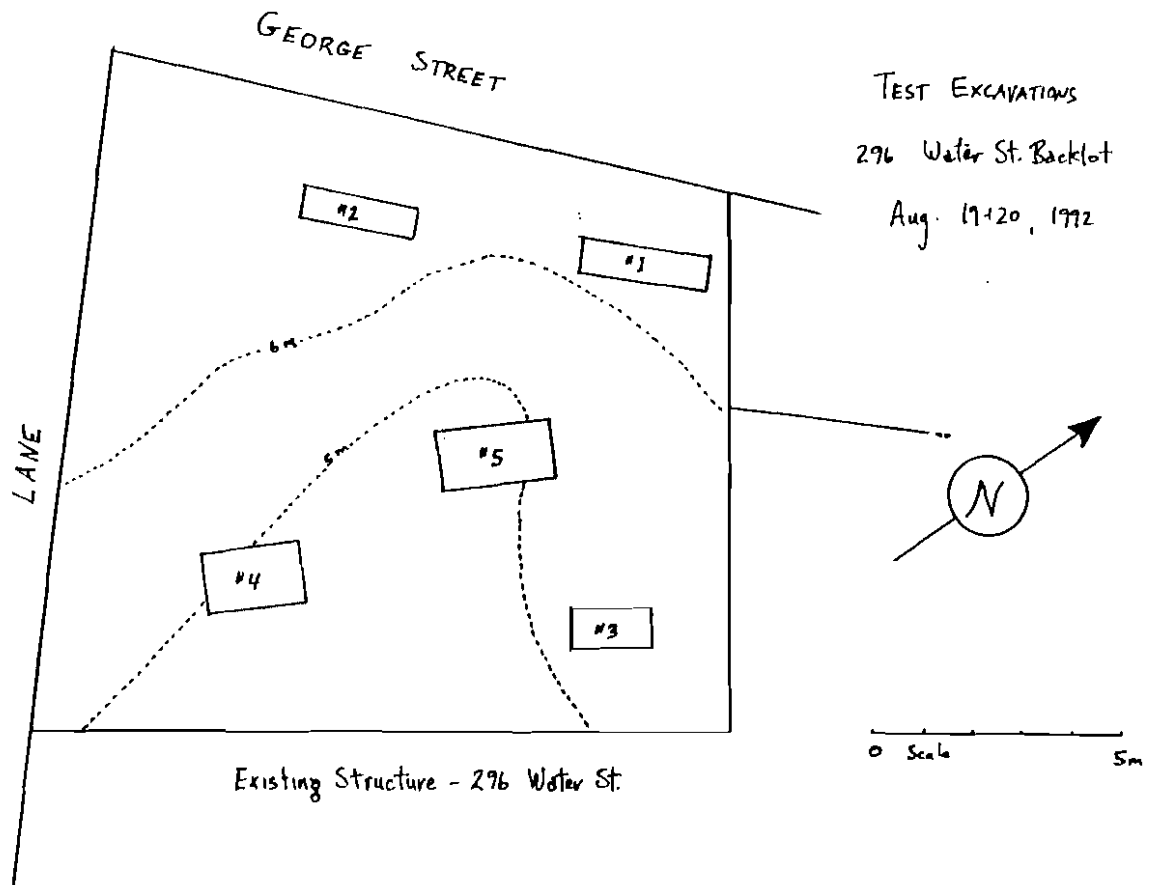 GEORGE STREET
TEST EXCAVATIONS
296 Water St. Backlot
Aug. 19+20, 1992
#2
#1
6m
LANE
5m
#5
N
#4
#3
0 Scale 5m
Existing Structure - 296 Water St.